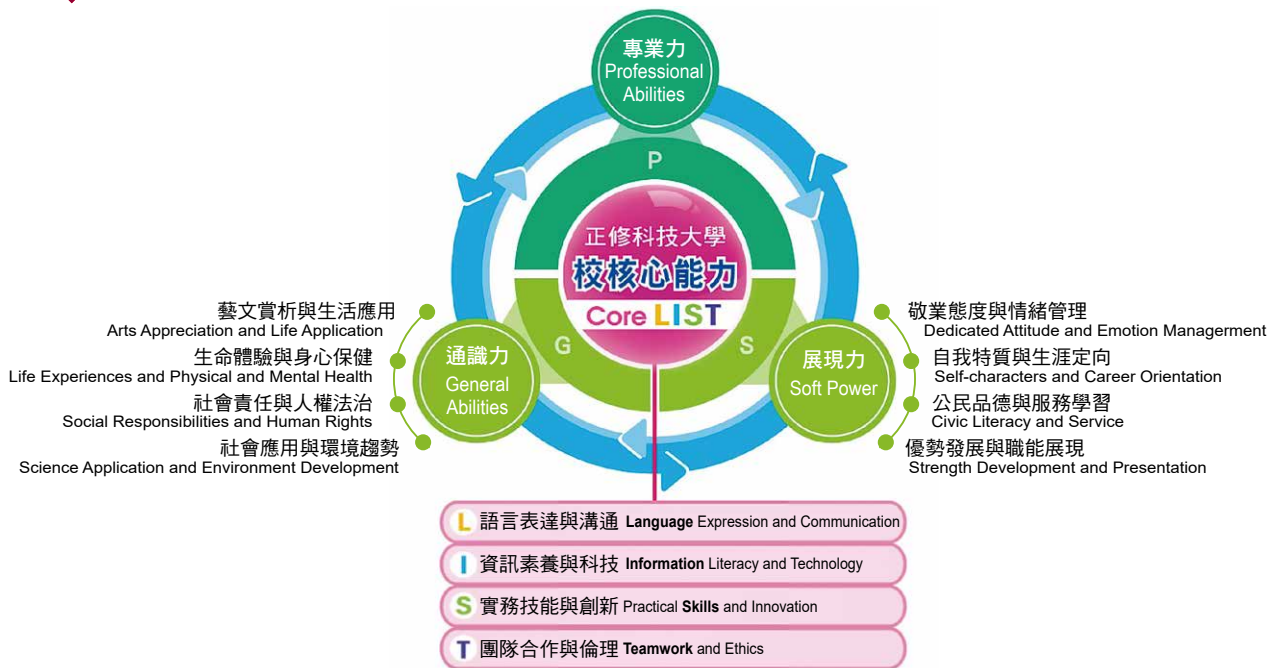 專業力
Professional
Abilities
P
正修科技大學
校核心能力
Core LIST
G
S
通識力
General
Abilities
展現力
Soft Power
藝文賞析與生活應用
Arts Appreciation and Life Application
生命體驗與身心保健
Life Experiences and Physical and Mental Health
社會責任與人權法治
Social Responsibilities and Human Rights
社會應用與環境趨勢
Science Application and Environment Development
敬業態度與情緒管理
Dedicated Attitude and Emotion Managerment
自我特質與生涯定向
Self-characters and Career Orientation
公民品德與服務學習
Civic Literacy and Service
優勢發展與職能展現
Strength Development and Presentation
L 語言表達與溝通 Language Expression and Communication
I 資訊素養與科技 Information Literacy and Technology
S 實務技能與創新 Practical Skills and Innovation
T 團隊合作與倫理 Teamwork and Ethics